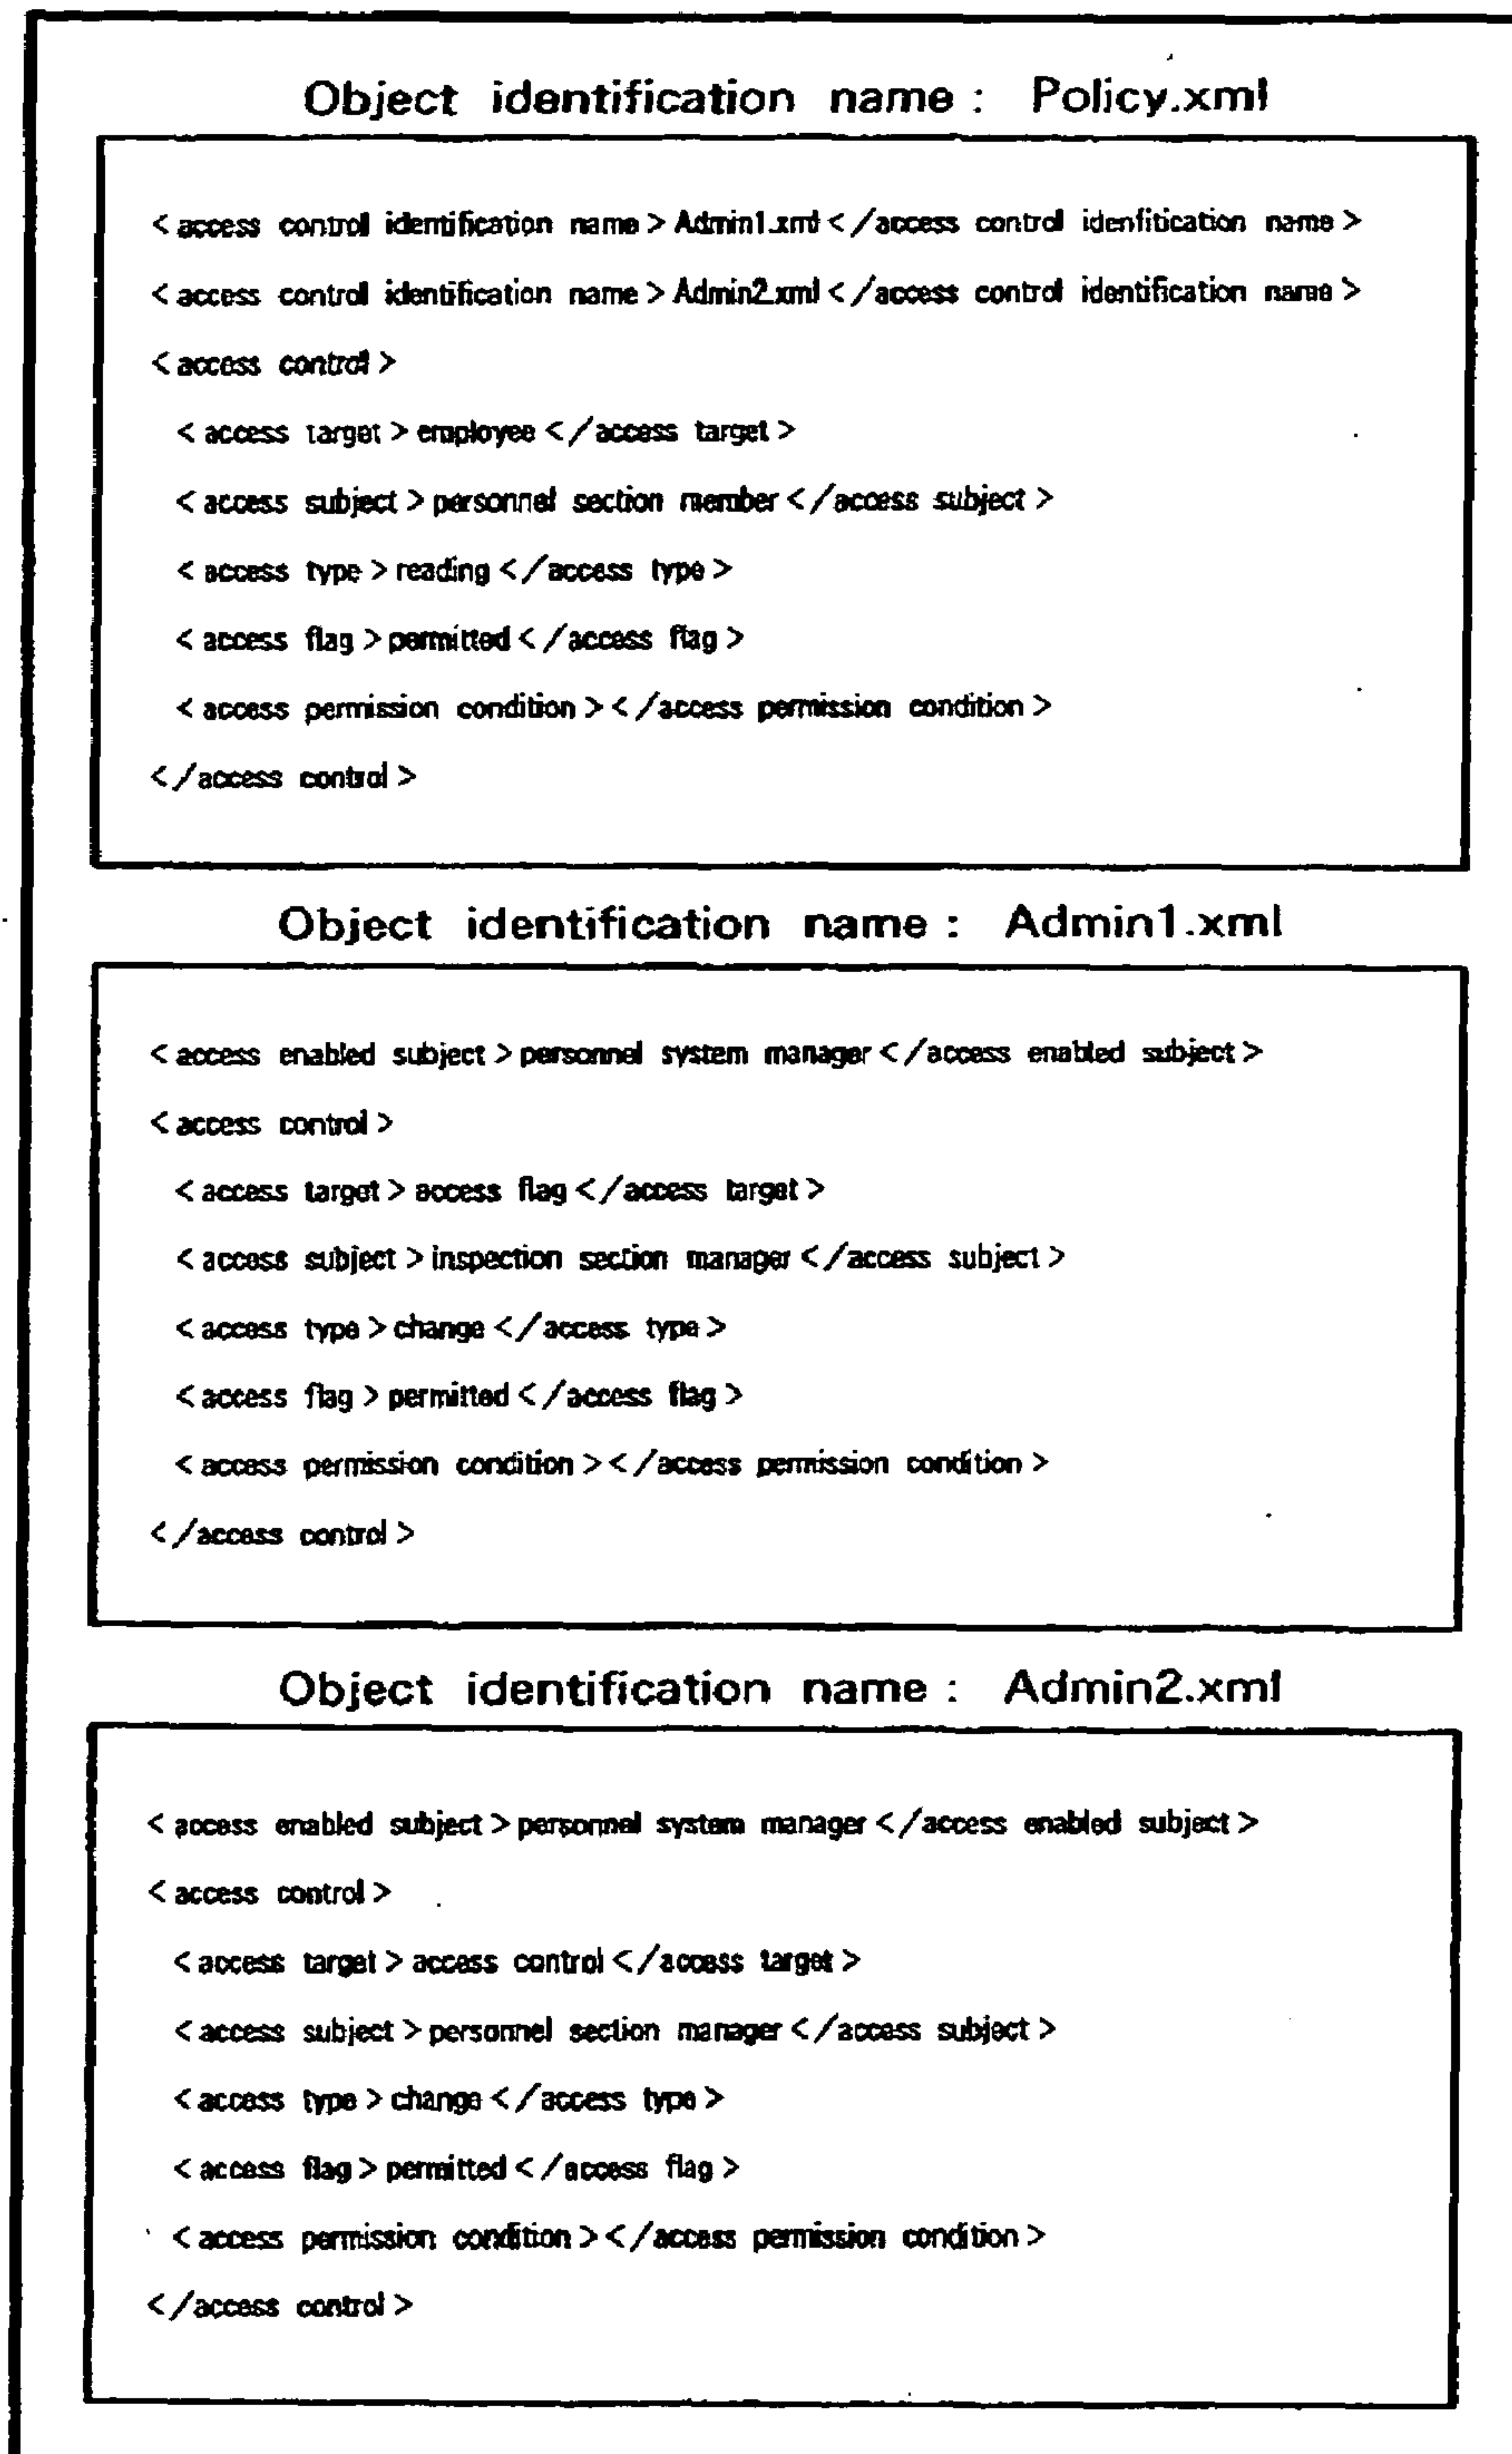 Object identification name : Policy.xml
< access control identification name > Admin1.xml < /access control idenfitication name >
< access control identification name > Admin2.xml < /access control identification name >
< access control >
< access target > employee < /access target >
< access subject > personnel section member < /access subject >
< access type > reading < /access type >
< access flag > permitted < /access flag >
< access permission condition > < /access permission condition >
< /access control >
Object identification name : Admin1.xml
< access enabled subject > personnel system manager < /access enabled subject >
< access control >
< access target > access flag < /access target >
< access subject > inspection section manager < /access subject >
< access type > change < /access type >
< access flag > permitted < /access flag >
< access permission condition > < /access permission condition >
< /access control >
Object identification name : Admin2.xml
< access enabled subject > personnel system manager < /access enabled subject >
< access control >
< access target > access control < /access target >
< access subject > personnel section manager < /access subject >
< access type > change < /access type >
< access flag > permitted < /access flag >
< access permission condition > < /access permission condition >
< /access control >